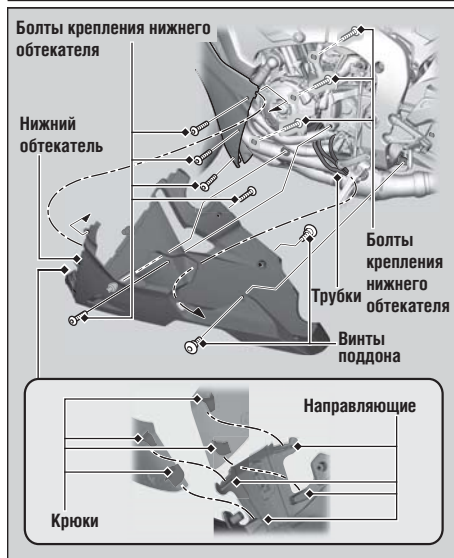 Болты крепления нижнего
обтекателя
Нижний
обтекатель
Болты
крепления
нижнего
обтекателя
Трубки
Винты
поддона
Направляющие
Крюки